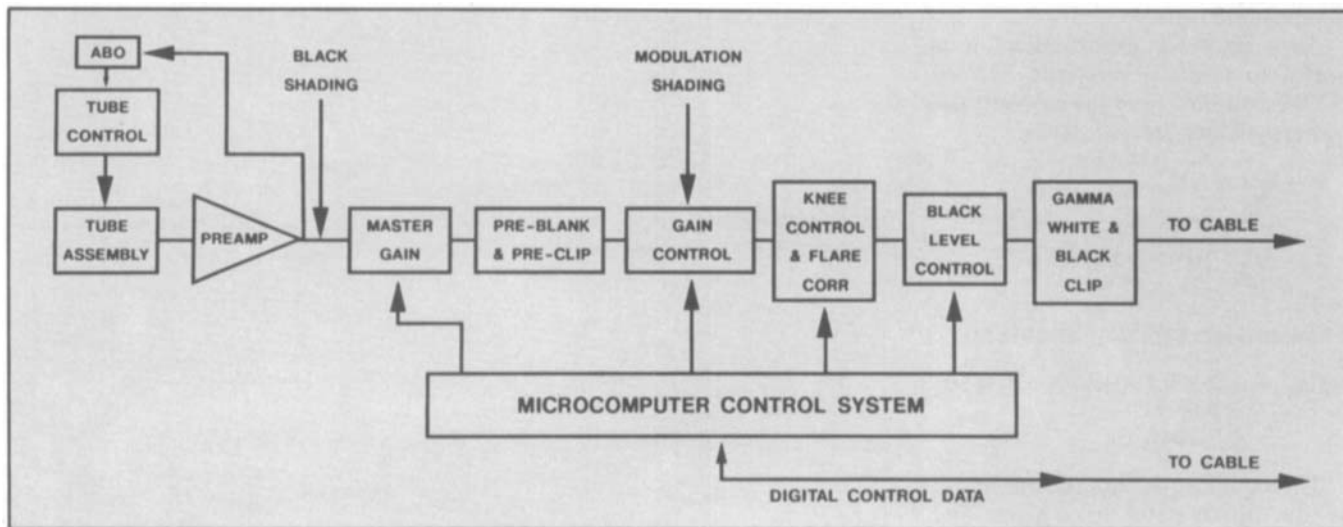 ABO
TUBE
CONTROL
TUBE
ASSEMBLY
PREAMP
BLACK
SHADING
MASTER
GAIN
PRE-BLANK
& PRE-CLIP
MODULATION
SHADING
GAIN
CONTROL
KNEE
CONTROL
& FLARE
CORR
BLACK
LEVEL
CONTROL
GAMMA
WHITE &
BLACK
CLIP
TO CABLE
MICROCOMPUTER CONTROL SYSTEM
DIGITAL CONTROL DATA
TO CABLE